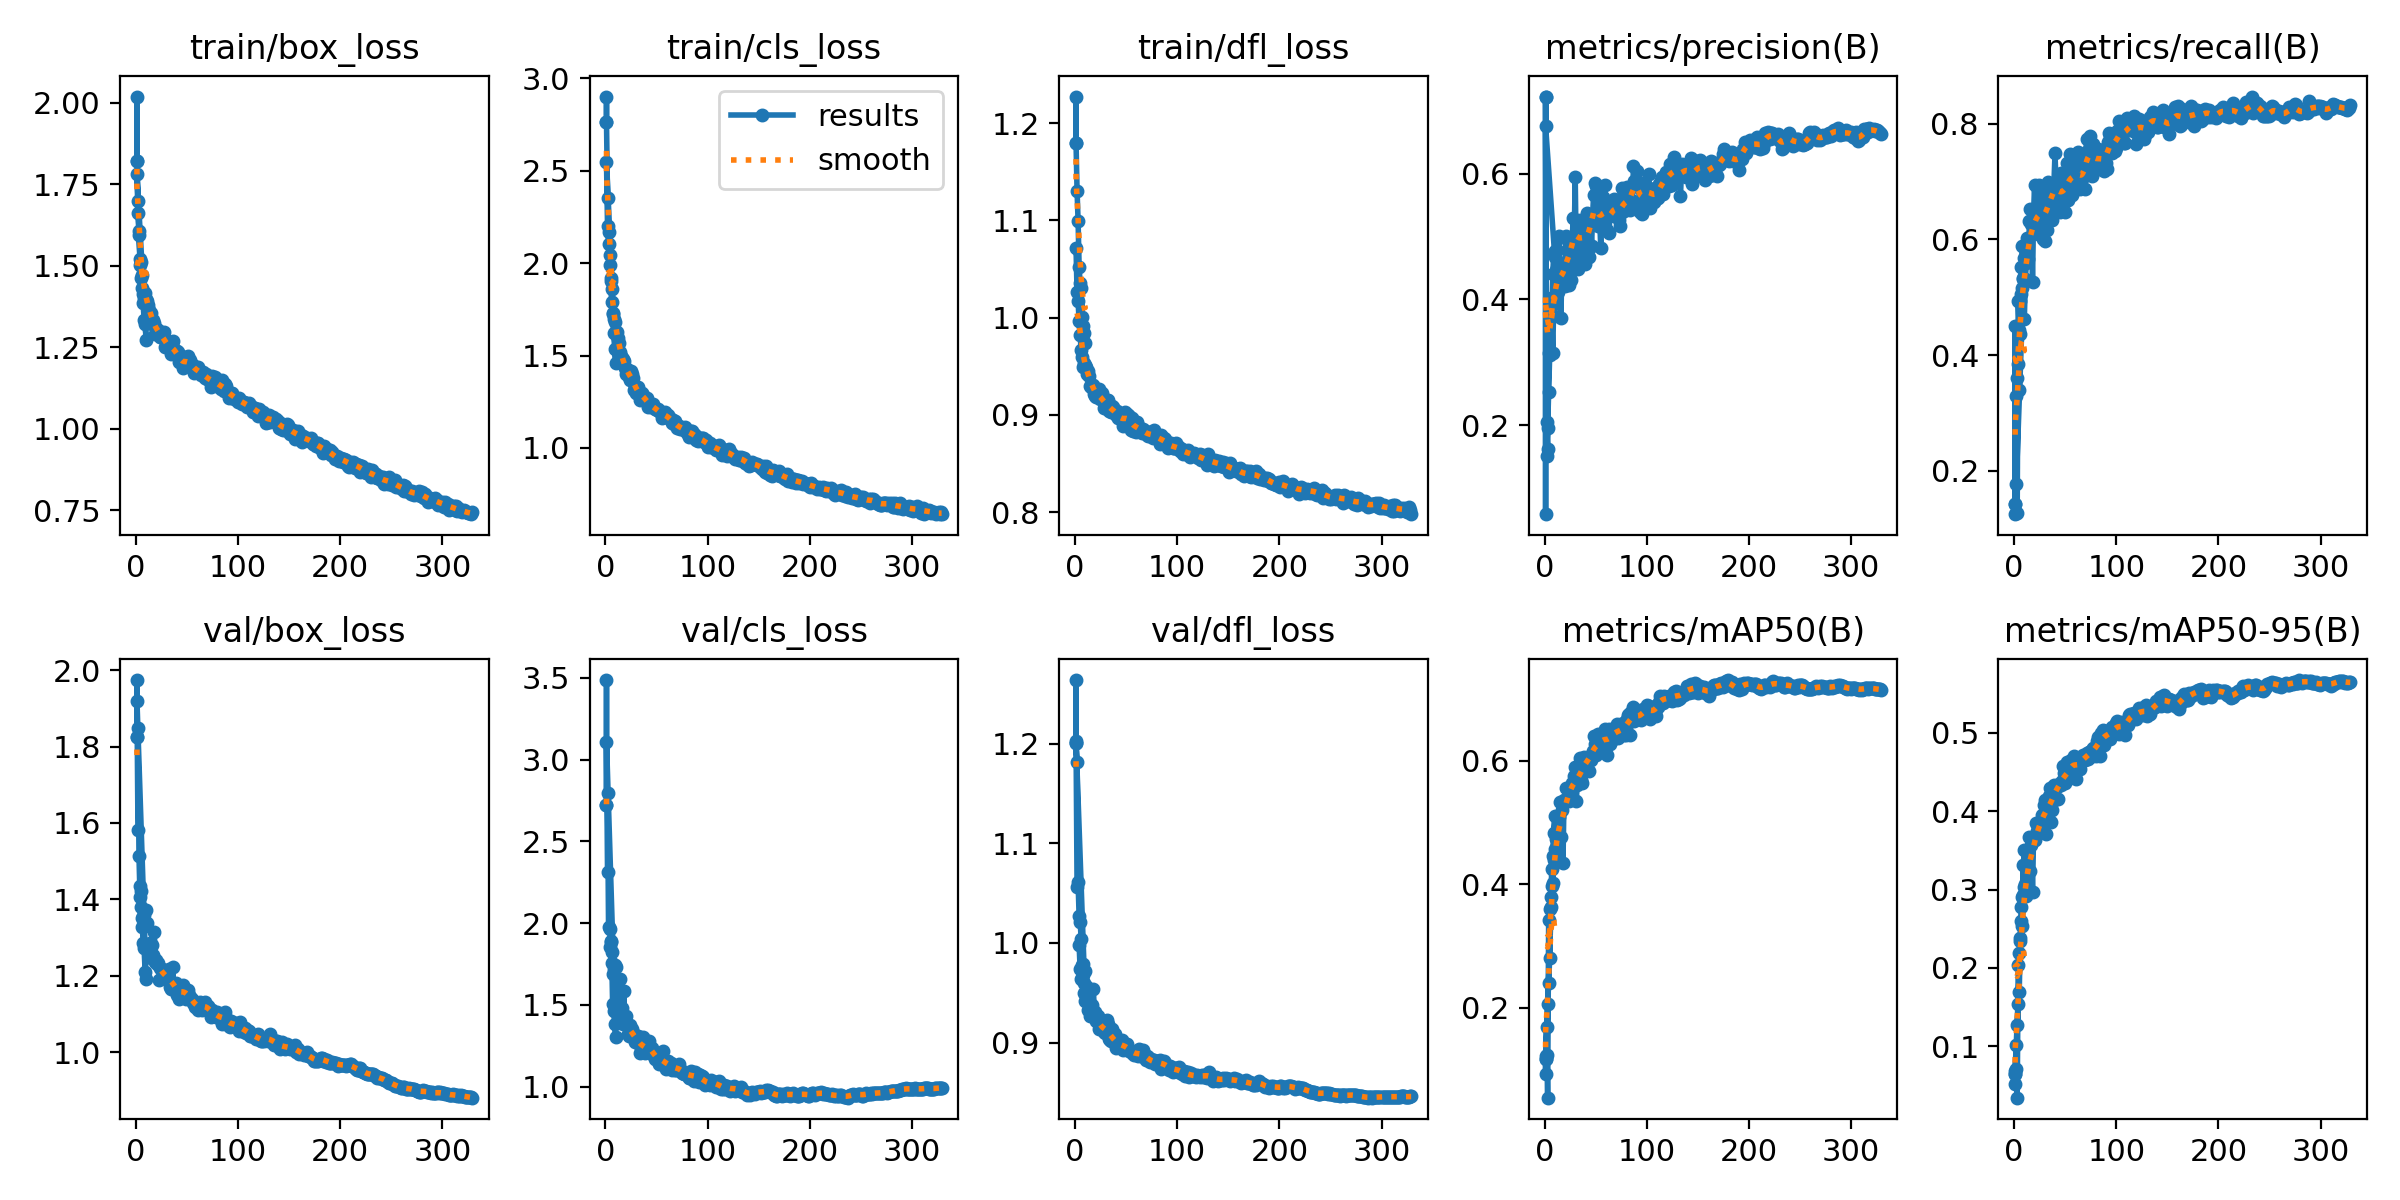 train/box_loss
train/cls_loss
train/dfl_loss
metrics/precision(B)
metrics/recall(B)
2.00
1.75
1.50
1.25
1.00
0.75
0 100 200 300
3.0
2.5
2.0
1.5
1.0
results
smooth
0 100 200 300
1.2
1.1
1.0
0.9
0.8
0 100 200 300
0.6
0.4
0.2
0 100 200 300
0.8
0.6
0.4
0.2
0 100 200 300
val/box_loss
val/cls_loss
val/dfl_loss
metrics/mAP50(B)
metrics/mAP50-95(B)
2.0
1.8
1.6
1.4
1.2
1.0
0 100 200 300
3.5
3.0
2.5
2.0
1.5
1.0
0 100 200 300
1.2
1.1
1.0
0.9
0 100 200 300
0.6
0.4
0.2
0 100 200 300
0.5
0.4
0.3
0.2
0.1
0 100 200 300